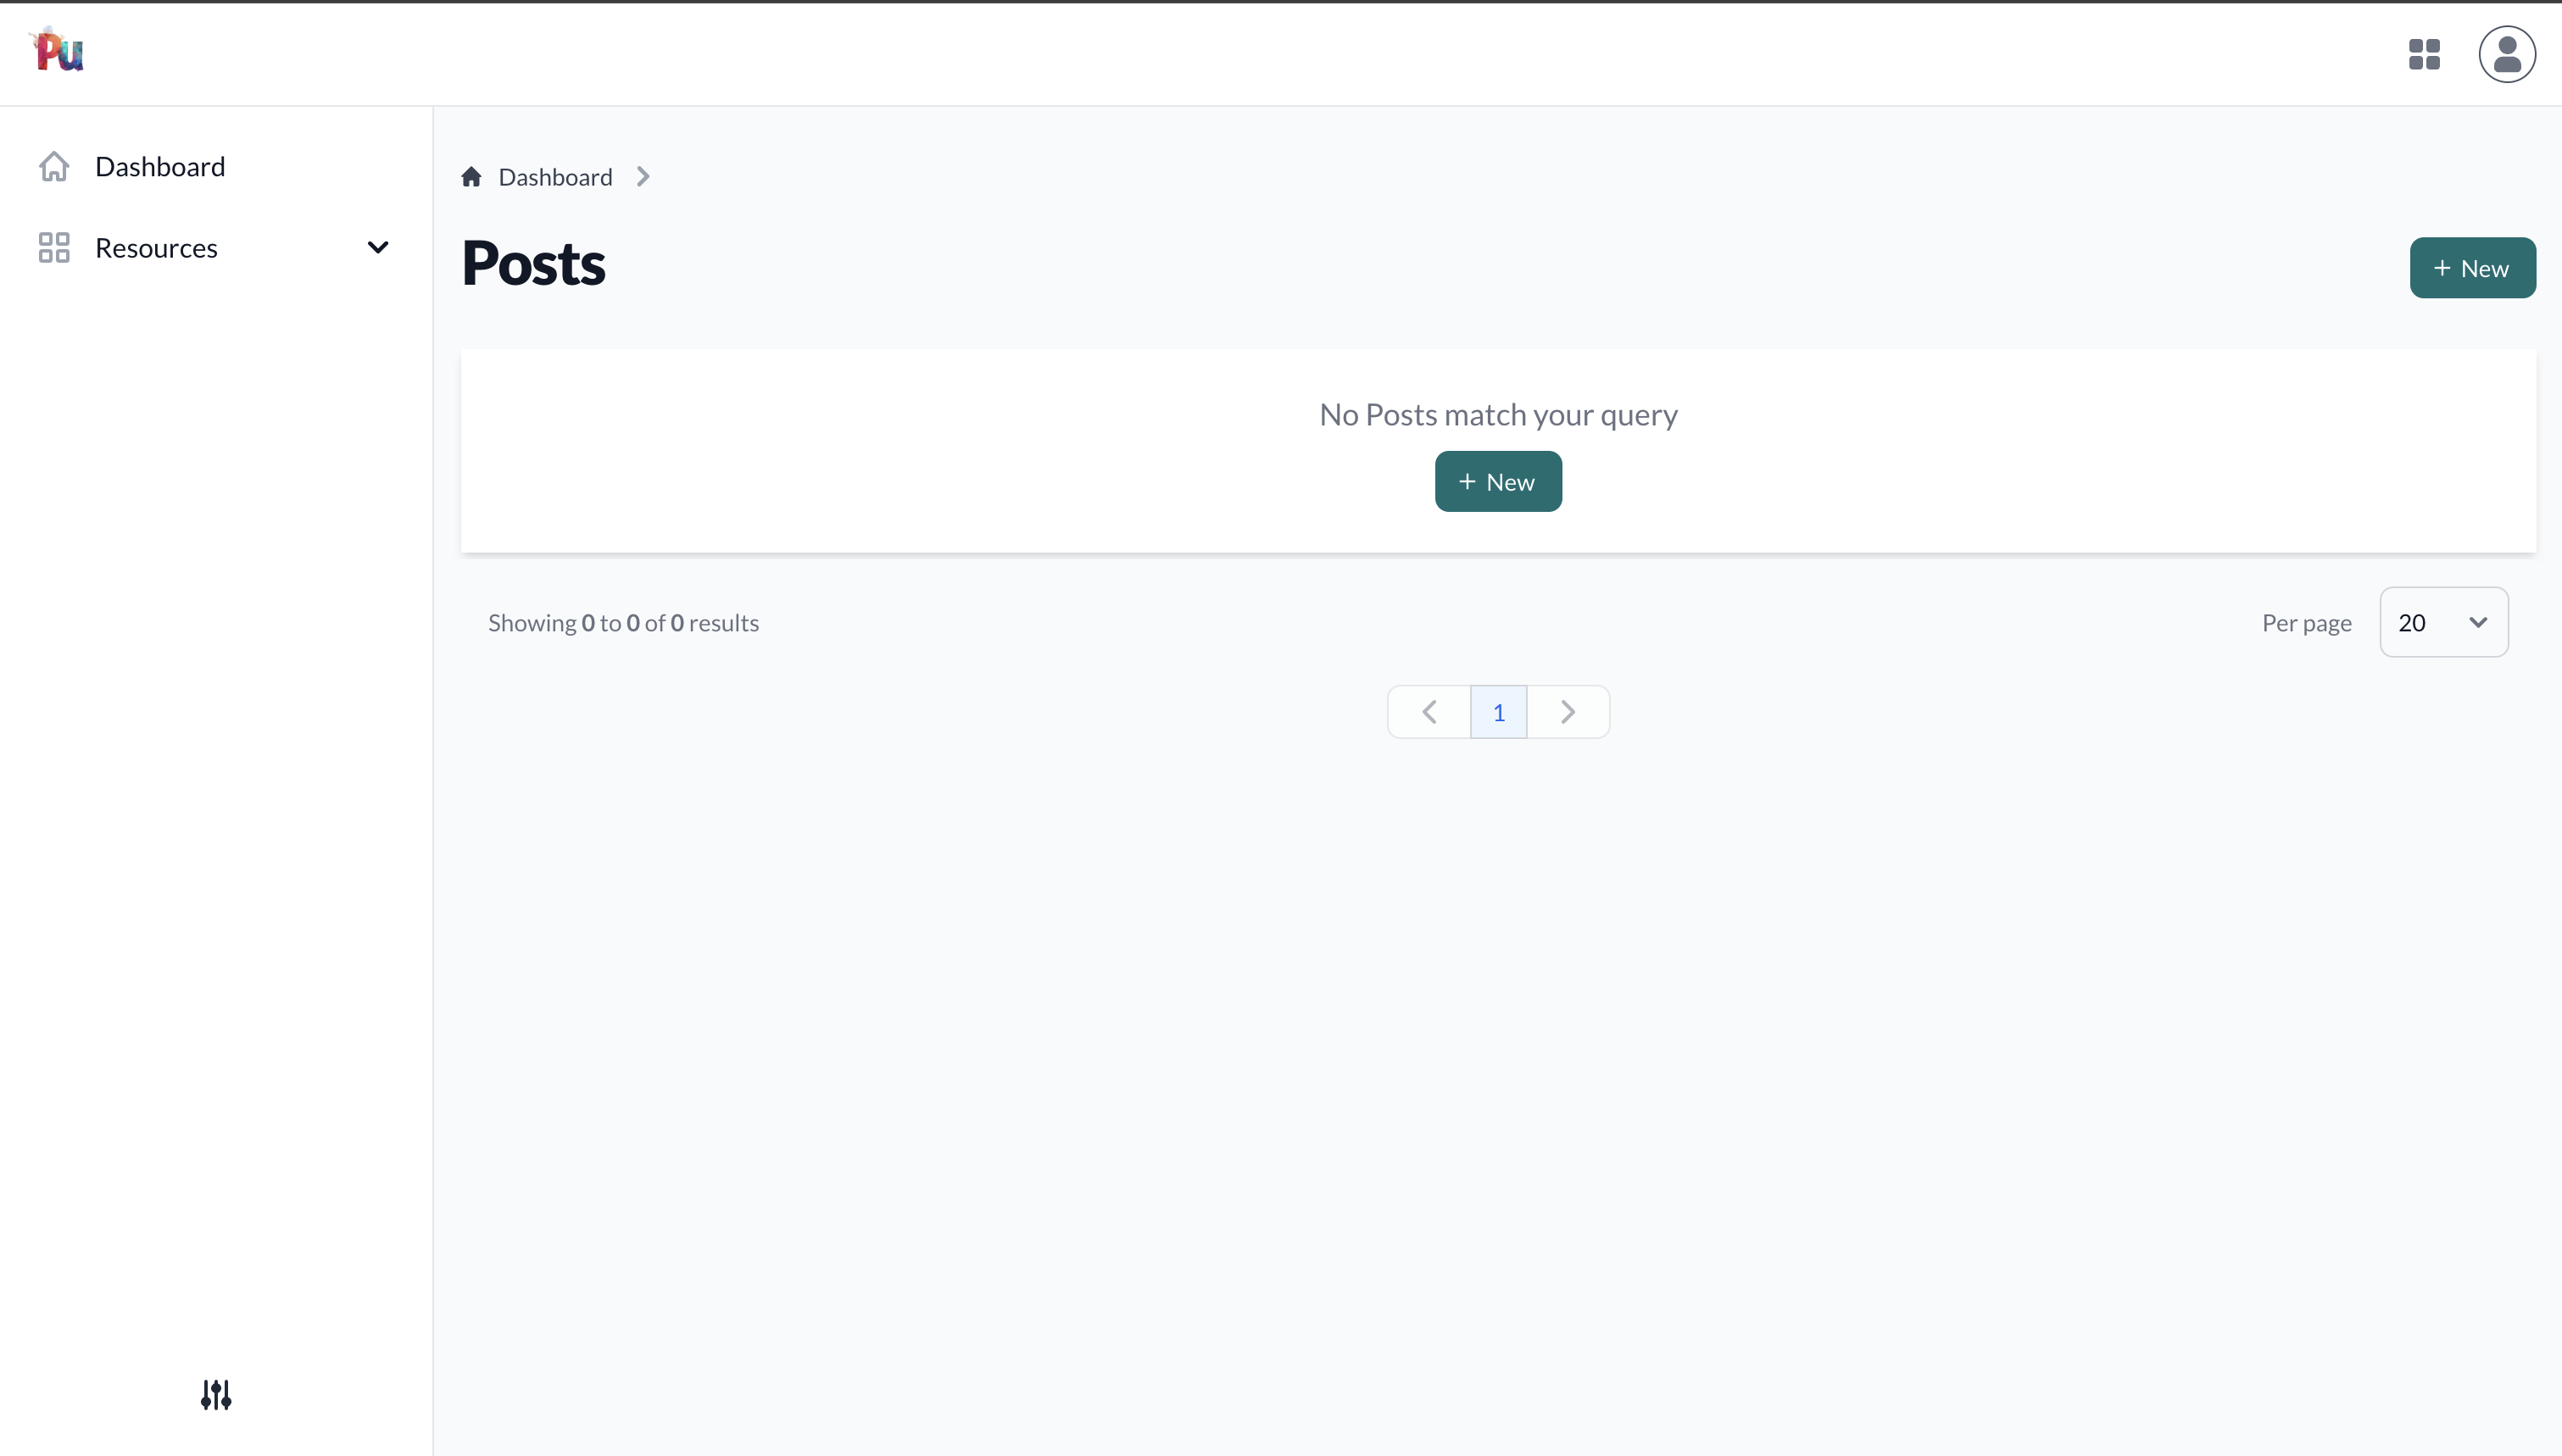 Pu
Dashboard
Resources
Dashboard
Posts
+ New
No Posts match your query
+ New
Showing 0 to 0 of 0 results
Per page
20
1